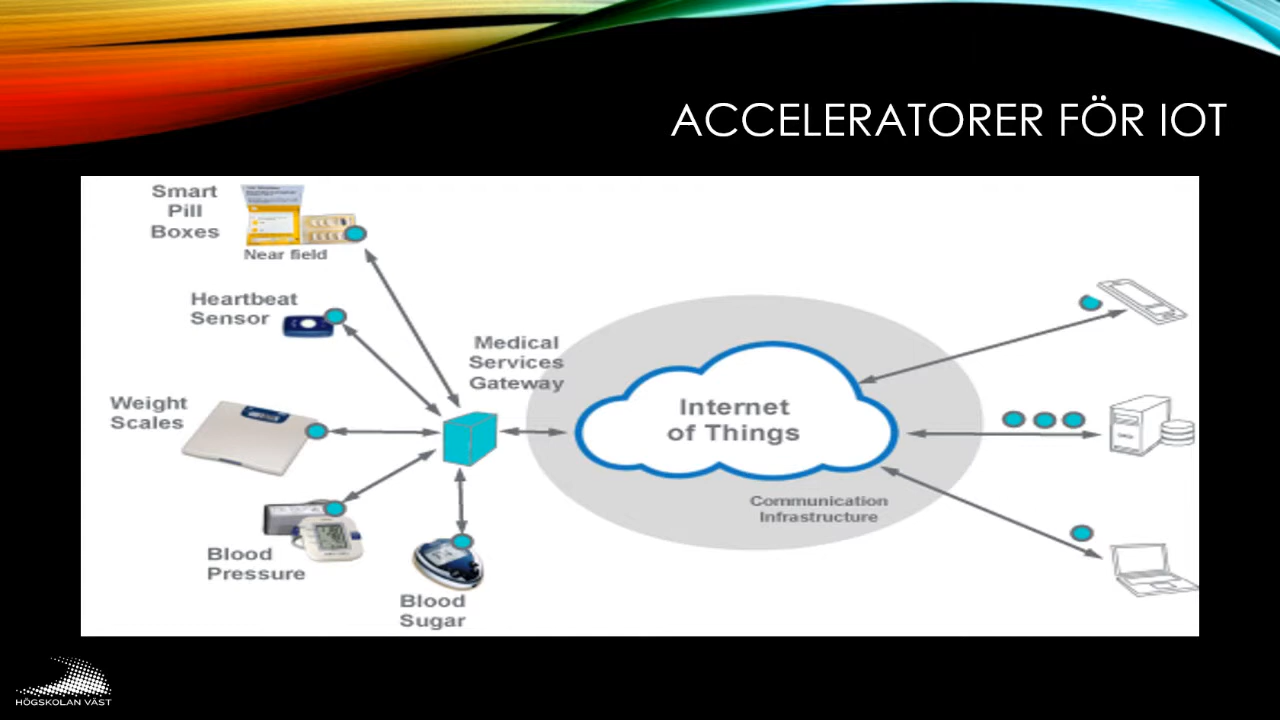 ACCELERATORER FÖR IOT
Smart
Pill
Boxes
Near field
Heartbeat
Sensor
Medical
Services
Gateway
Weight
Scales
Internet
of Things
Communication
Infrastructure
Blood
Pressure
Blood
Sugar
HÖGSKOLAN VÄST